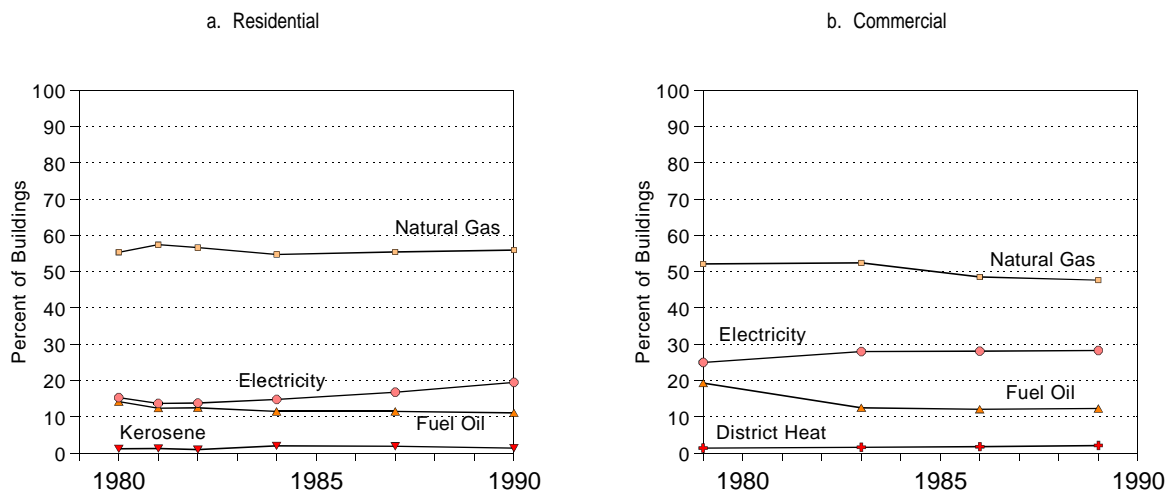 a. Residential
100
90
80
70
60
50
40
30
20
10
0
Percent of Buildings
Natural Gas
Electricity
Fuel Oil
Kerosene
1980
1985
1990
b. Commercial
100
90
80
70
60
50
40
30
20
10
0
Percent of Buildings
Natural Gas
Electricity
Fuel Oil
District Heat
1980
1985
1990